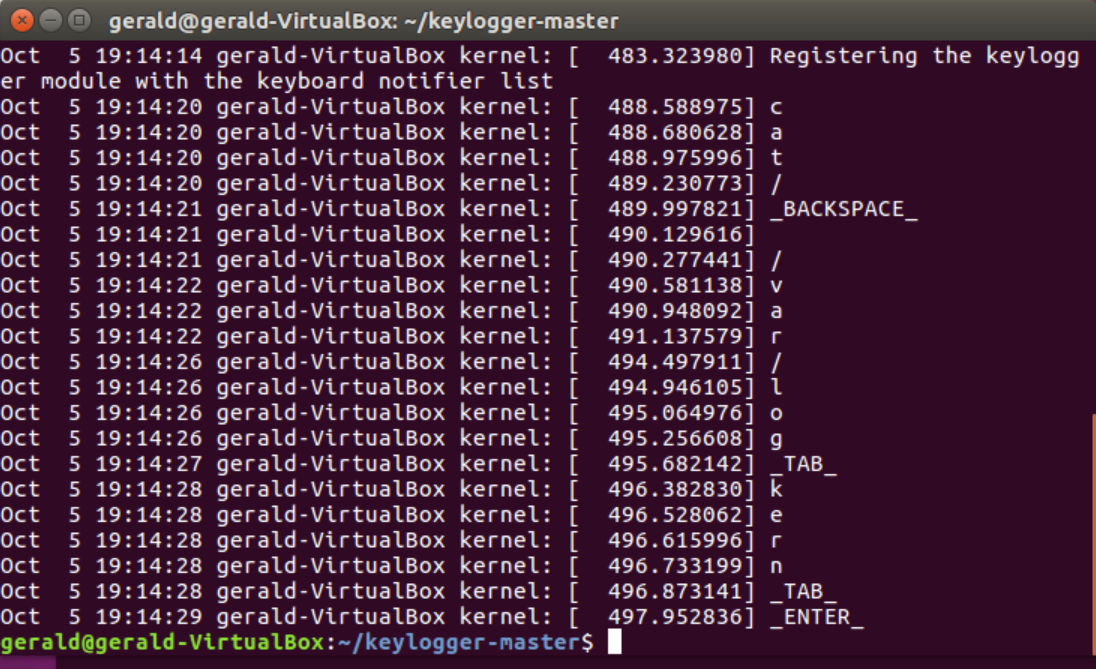 gerald@gerald-VirtualBox: ~/keylogger-master
Oct  5 19:14:14 gerald-VirtualBox kernel: [  483.323980] Registering the keylogg
er module with the keyboard notifier list
Oct  5 19:14:20 gerald-VirtualBox kernel: [  488.588975] c
Oct  5 19:14:20 gerald-VirtualBox kernel: [  488.680628] a
Oct  5 19:14:20 gerald-VirtualBox kernel: [  488.975996] t
Oct  5 19:14:20 gerald-VirtualBox kernel: [  489.230773] /
Oct  5 19:14:21 gerald-VirtualBox kernel: [  489.997821] _BACKSPACE_
Oct  5 19:14:21 gerald-VirtualBox kernel: [  490.129616]
Oct  5 19:14:21 gerald-VirtualBox kernel: [  490.277441] /
Oct  5 19:14:22 gerald-VirtualBox kernel: [  490.581138] v
Oct  5 19:14:22 gerald-VirtualBox kernel: [  490.948092] a
Oct  5 19:14:22 gerald-VirtualBox kernel: [  491.137579] r
Oct  5 19:14:26 gerald-VirtualBox kernel: [  494.497911] /
Oct  5 19:14:26 gerald-VirtualBox kernel: [  494.946105] l
Oct  5 19:14:26 gerald-VirtualBox kernel: [  495.064976] o
Oct  5 19:14:26 gerald-VirtualBox kernel: [  495.256608] g
Oct  5 19:14:27 gerald-VirtualBox kernel: [  495.682142] _TAB_
Oct  5 19:14:28 gerald-VirtualBox kernel: [  496.382830] k
Oct  5 19:14:28 gerald-VirtualBox kernel: [  496.528062] e
Oct  5 19:14:28 gerald-VirtualBox kernel: [  496.615996] r
Oct  5 19:14:28 gerald-VirtualBox kernel: [  496.733199] n
Oct  5 19:14:28 gerald-VirtualBox kernel: [  496.873141] _TAB_
Oct  5 19:14:29 gerald-VirtualBox kernel: [  497.952836] _ENTER_
gerald@gerald-VirtualBox:~/keylogger-master$